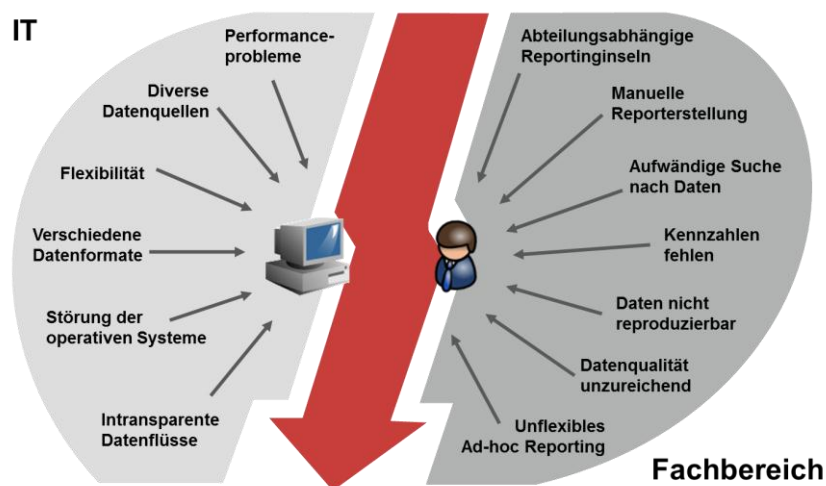 IT
Performance-
probleme
Diverse
Datenquellen
Flexibilität
Verschiedene
Datenformate
Störung der
operativen Systeme
Intransparente
Datenflüsse
Abteilungsabhängige
Reportinginseln
Manuelle
Reporterstellung
Aufwändige Suche
nach Daten
Kennzahlen
fehlen
Daten nicht
reproduzierbar
Datenqualität
unzureichend
Unflexibles
Ad-hoc Reporting
Fachbereich